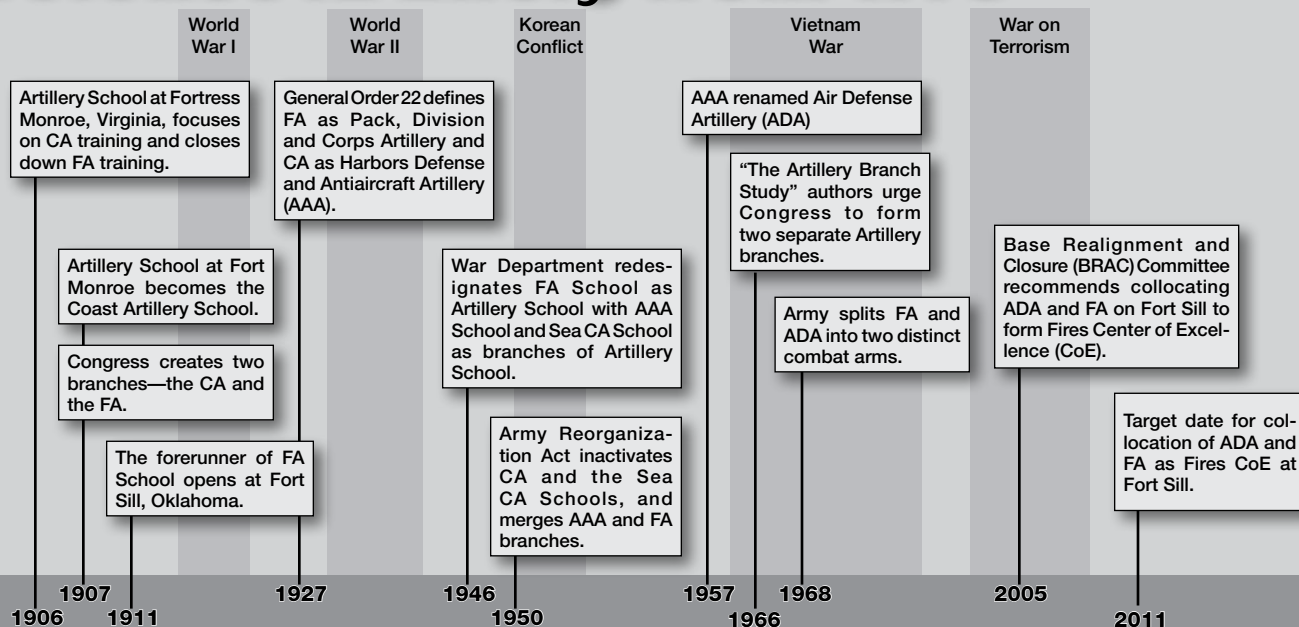 World
War I
World
War II
Korean
Conflict
Vietnam
War
War on
Terrorism
Artillery School at Fortress
Monroe, Virginia, focuses
on CA training and closes
down FA training.
Artillery School at Fort
Monroe becomes the
Coast Artillery School.
Congress creates two
branches—the CA and
the FA.
The forerunner of FA
School opens at Fort
Sill, Oklahoma.
General Order 22 defines
FA as Pack, Division
and Corps Artillery and
CA as Harbors Defense
and Antiaircraft Artillery
(AAA).
War Department redes-
ignates FA School as
Artillery School with AAA
School and Sea CA School
as branches of Artillery
School.
Army Reorganiza-
tion Act inactivates
CA and the Sea
CA Schools, and
merges AAA and FA
branches.
AAA renamed Air Defense
Artillery (ADA)
“The Artillery Branch
Study” authors urge
Congress to form
two separate Artillery
branches.
Army splits FA and
ADA into two distinct
combat arms.
Base Realignment and
Closure (BRAC) Committee
recommends collocating
ADA and FA on Fort Sill to
form Fires Center of Excel-
lence (CoE).
Target date for col-
location of ADA and
FA as Fires CoE at
Fort Sill.
1906
1907
1911
1927
1946
1950
1957
1966
1968
2005
2011